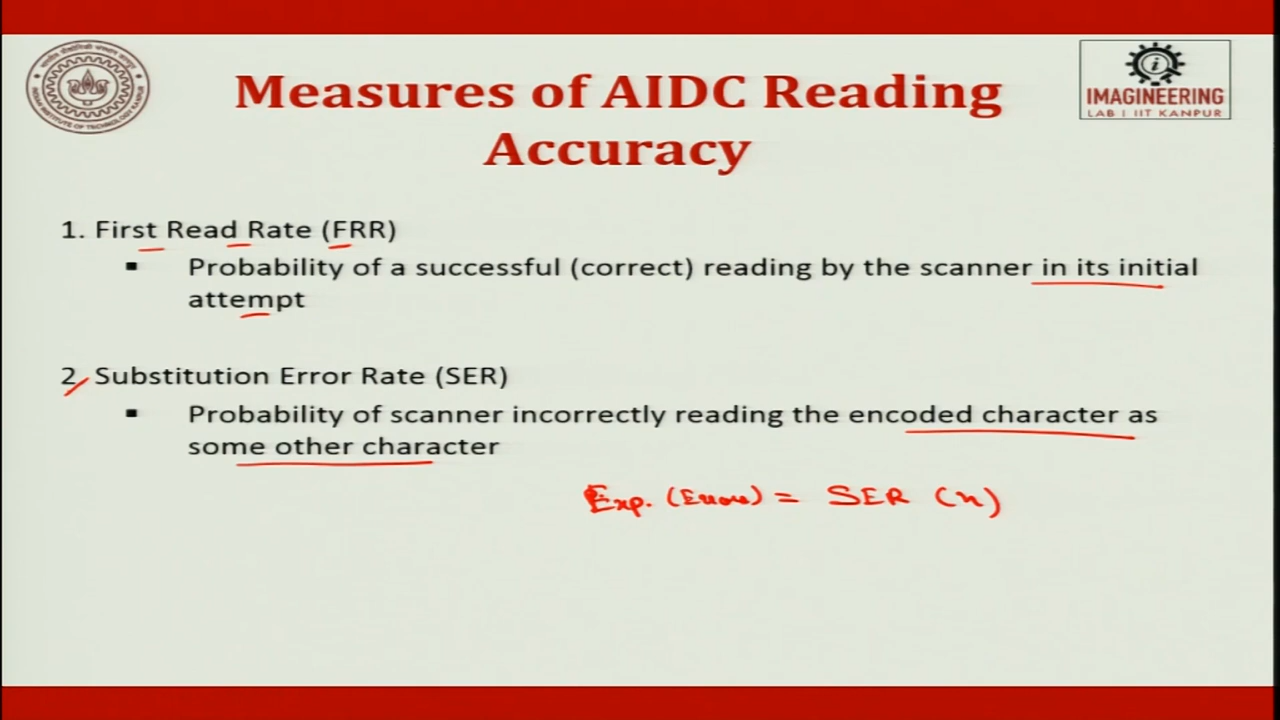 Measures of AIDC Reading
Accuracy
IMAGINEERING
LAB | IIT KANPUR
1. First Read Rate (FRR)
▪ Probability of a successful (correct) reading by the scanner in its initial
attempt
2. Substitution Error Rate (SER)
▪ Probability of scanner incorrectly reading the encoded character as
some other character
Exp. (Errors) = SER (n)